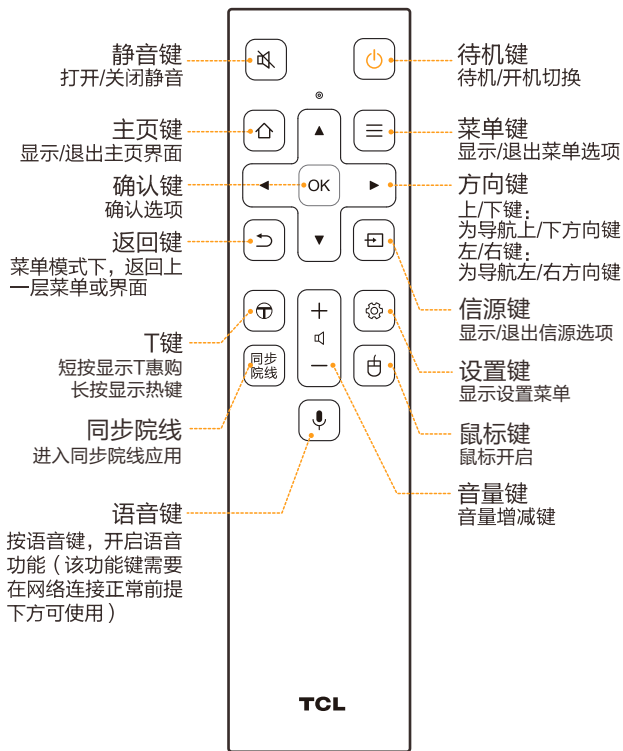 静音键
打开/关闭静音
主页键
显示/退出主页界面
确认键
确认选项
返回键
菜单模式下，返回上
一层菜单或界面
T键
短按显示T惠购
长按显示热键
同步院线
进入同步院线应用
语音键
按语音键，开启语音
功能（该功能键需要
在网络连接正常前提
下方可使用）
OK
同步
院线
TCL
待机键
待机/开机切换
菜单键
显示/退出菜单选项
方向键
上/下键：
为导航上/下方向键
左/右键：
为导航左/右方向键
信源键
显示/退出信源选项
设置键
显示设置菜单
鼠标键
鼠标开启
音量键
音量增减键